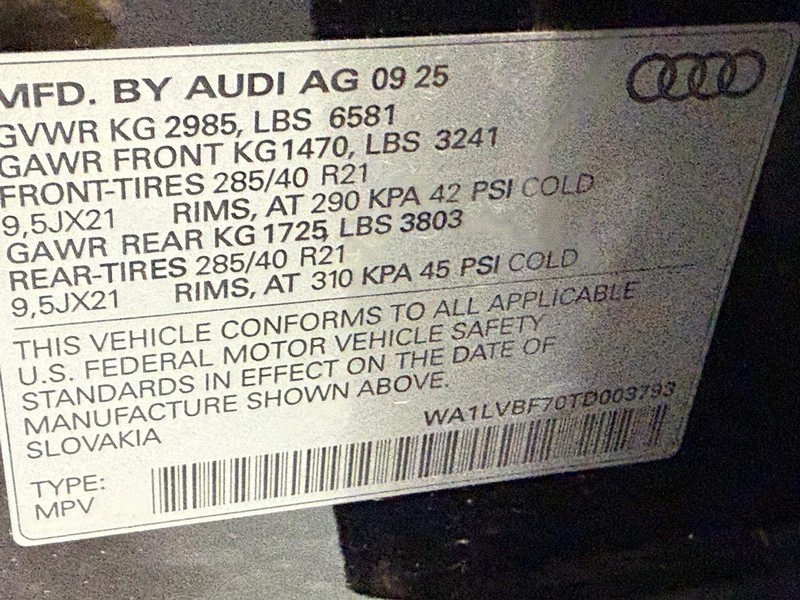 MFD. BY AUDI AG 09 25
GVWR KG 2985, LBS 6581
GAWR FRONT KG1470, LBS 3241
FRONT-TIRES 285/40 R21
9,5JX21 RIMS, AT 290 KPA 42 PSI COLD
GAWR REAR KG 1725, LBS 3803
REAR-TIRES 285/40 R21
9,5JX21 RIMS, AT 310 KPA 45 PSI COLD
THIS VEHICLE CONFORMS TO ALL APPLICABLE
U.S. FEDERAL MOTOR VEHICLE SAFETY
STANDARDS IN EFFECT ON THE DATE OF
MANUFACTURE SHOWN ABOVE.
SLOVAKIA WA1LVBF70TD003793
TYPE:
MPV